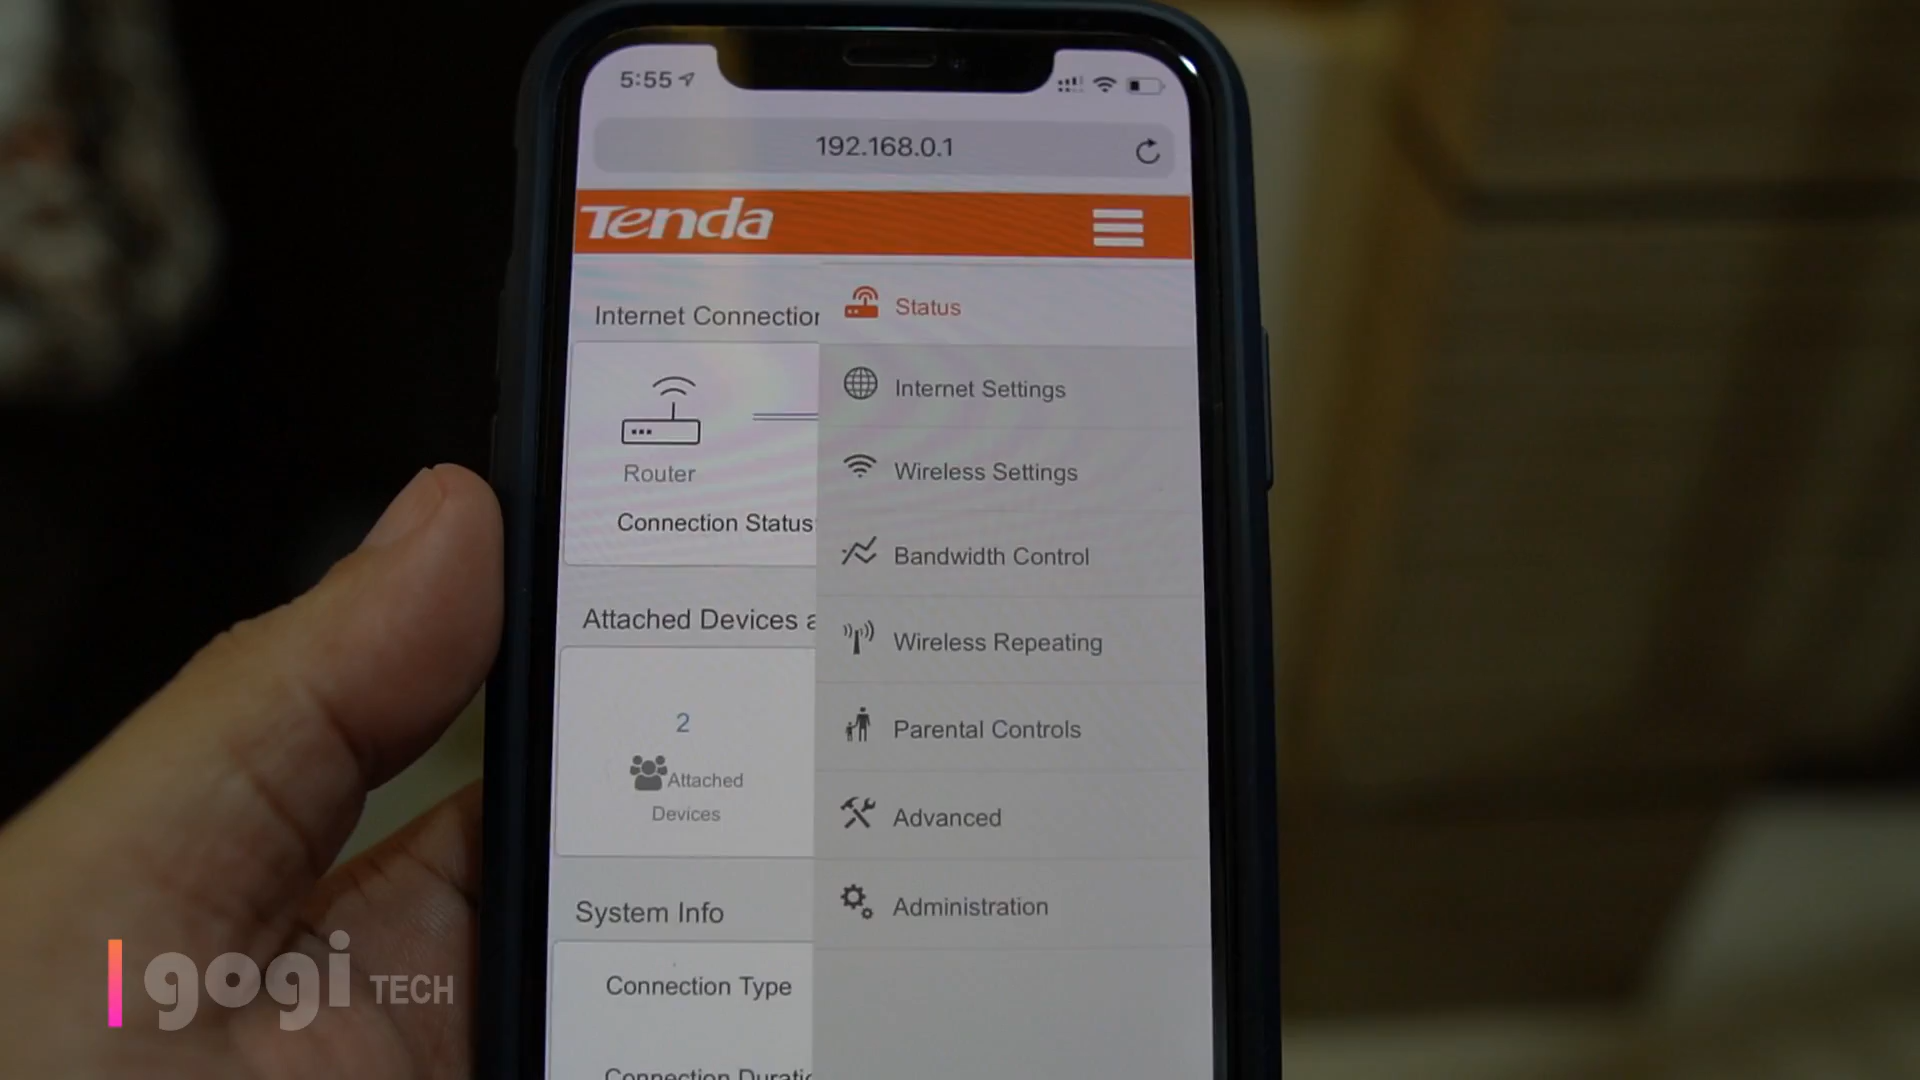 5:55
192.168.0.1
Tenda
Internet Connection
Router
Connection Status
Attached Devices a
2
Attached
Devices
System Info
Connection Type
Connection Duratio
Status
Internet Settings
Wireless Settings
Bandwidth Control
Wireless Repeating
Parental Controls
Advanced
Administration
gogi TECH